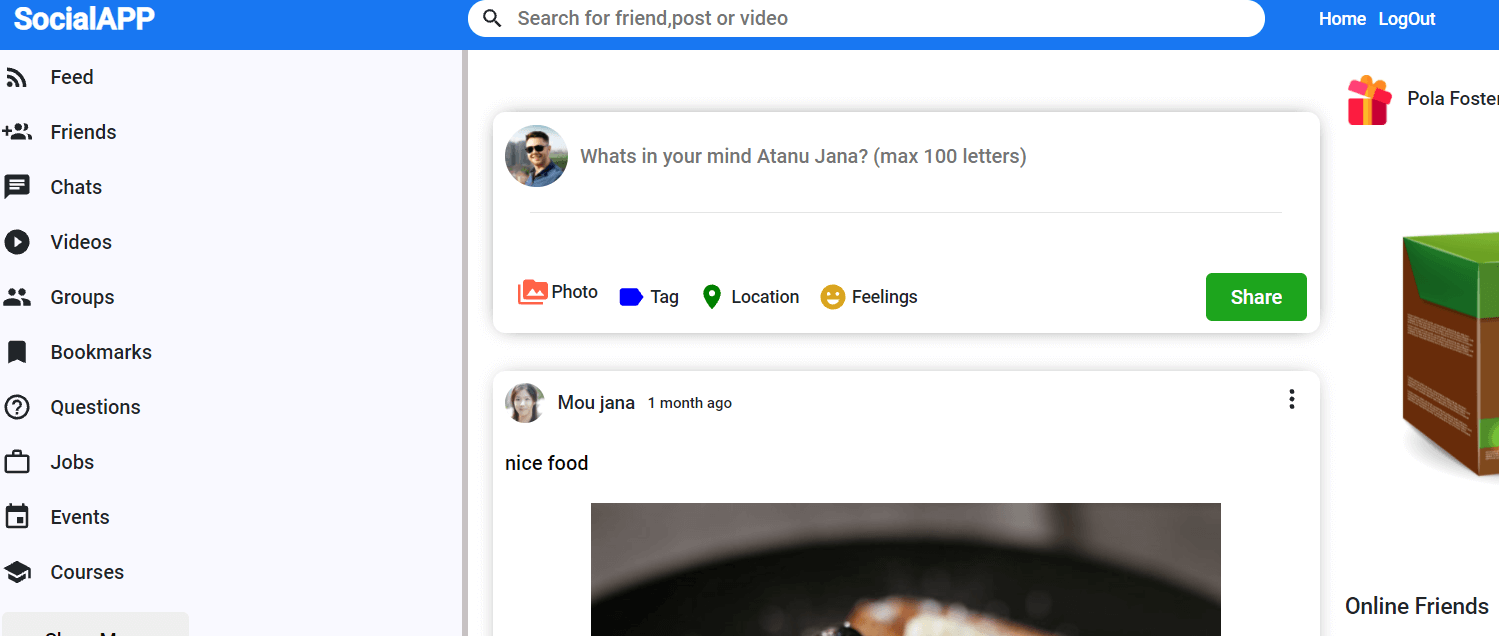 SocialAPP
Search for friend,post or video
Home LogOut
Feed
Friends
Chats
Videos
Groups
Bookmarks
Questions
Jobs
Events
Courses
Whats in your mind Atanu Jana? (max 100 letters)
Photo Tag Location Feelings
Share
Mou jana 1 month ago
nice food
Pola Foster
Online Friends